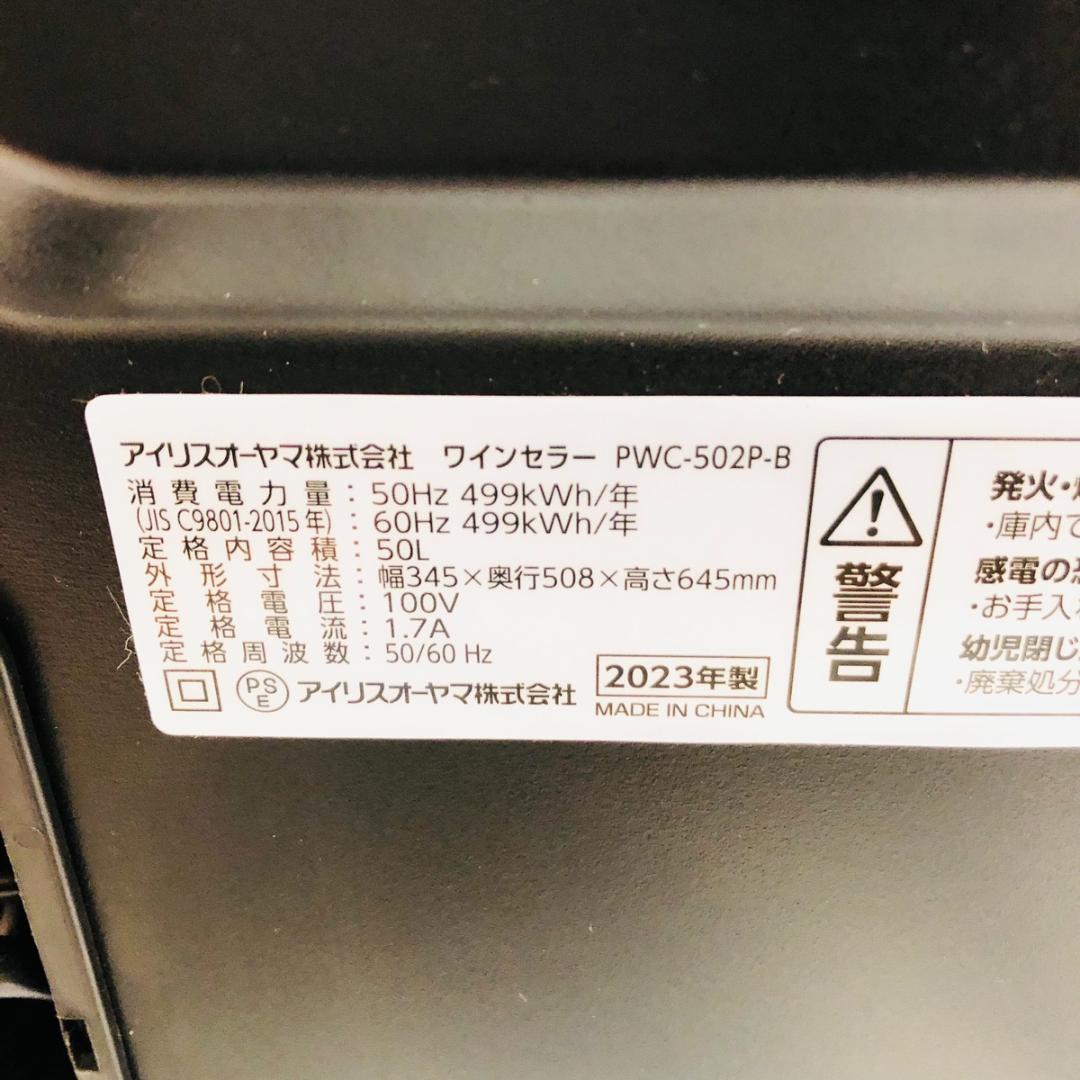 アイリスオーヤマ株式会社 ワインセラー PWC-502P-B
消費電力量：50Hz 499kWh/年
(JIS C9801-2015年)：60Hz 499kWh/年
定格内容積：50L
外形寸法：幅345×奥行508×高さ645mm
定格電圧：100V
定格電流：1.7A
定格周波数：50/60 Hz
PSE アイリスオーヤマ株式会社
2023年製
MADE IN CHINA
警告
発火・
・庫内で
感電の
・お手入
幼児閉じ
・廃棄処分